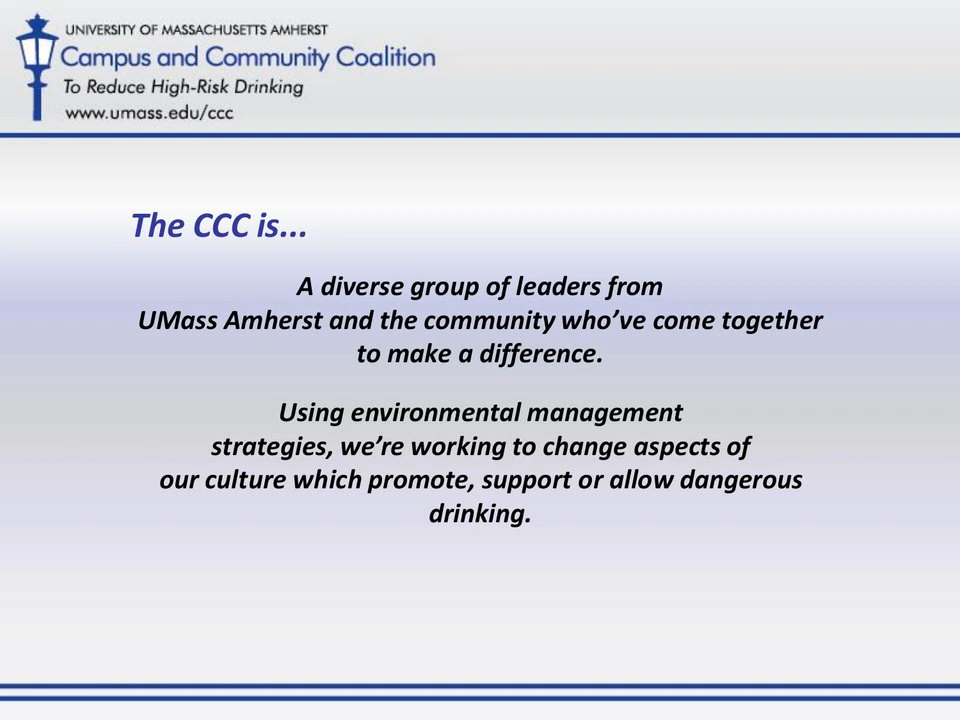 UNIVERSITY OF MASSACHUSETTS AMHERST
Campus and Community Coalition
To Reduce High-Risk Drinking
www.umass.edu/ccc
The CCC is...
A diverse group of leaders from
UMass Amherst and the community who’ve come together
to make a difference.
Using environmental management
strategies, we’re working to change aspects of
our culture which promote, support or allow dangerous
drinking.